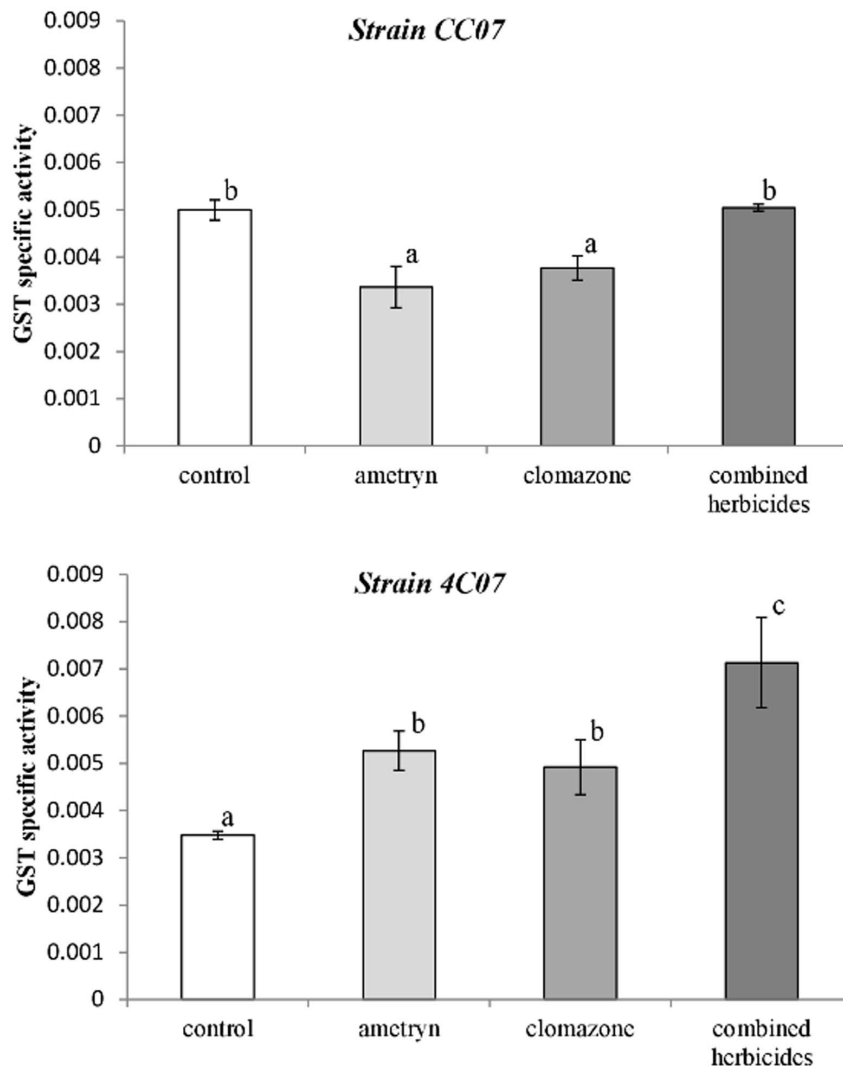 Strain CC07
GST specific activity
0.009
0.008
0.007
0.006
0.005
0.004
0.003
0.002
0.001
0
b
a
a
b
control
ametryn
clomazone
combined
herbicides
Strain 4C07
GST specific activity
0.009
0.008
0.007
0.006
0.005
0.004
0.003
0.002
0.001
0
a
b
b
c
control
ametryn
clomazone
combined
herbicides